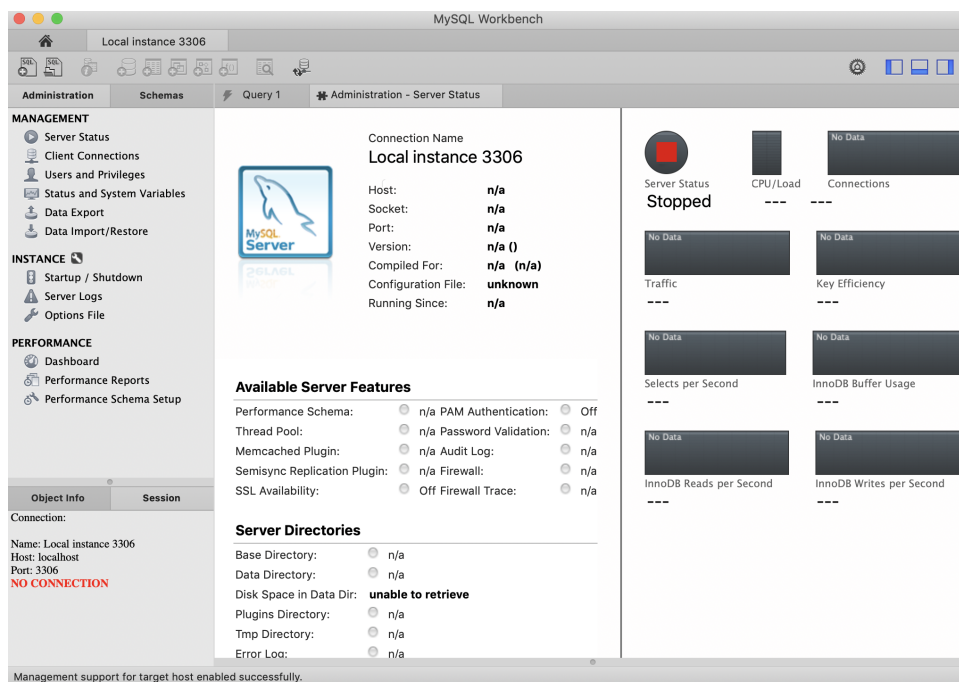 MySQL Workbench
Local instance 3306
SQL SQL
Administration Schemas Query 1 Administration - Server Status
MANAGEMENT
Server Status
Client Connections
Users and Privileges
Status and System Variables
Data Export
Data Import/Restore
INSTANCE
Startup / Shutdown
Server Logs
Options File
PERFORMANCE
Dashboard
Performance Reports
Performance Schema Setup
Object Info Session
Connection:
Name: Local instance 3306
Host: localhost
Port: 3306
NO CONNECTION
MySQL
Server
Connection Name
Local instance 3306
Host: n/a
Socket: n/a
Port: n/a
Version: n/a ()
Compiled For: n/a (n/a)
Configuration File: unknown
Running Since: n/a
Available Server Features
Performance Schema: n/a PAM Authentication: Off
Thread Pool: n/a Password Validation: n/a
Memcached Plugin: n/a Audit Log: n/a
Semisync Replication Plugin: n/a Firewall: n/a
SSL Availability: Off Firewall Trace: n/a
Server Directories
Base Directory: n/a
Data Directory: n/a
Disk Space in Data Dir: unable to retrieve
Plugins Directory: n/a
Tmp Directory: n/a
Error Log: n/a
No Data
Server Status CPU/Load Connections
Stopped --- ---
No Data No Data
Traffic Key Efficiency
--- ---
No Data No Data
Selects per Second InnoDB Buffer Usage
--- ---
No Data No Data
InnoDB Reads per Second InnoDB Writes per Second
--- ---
Management support for target host enabled successfully.